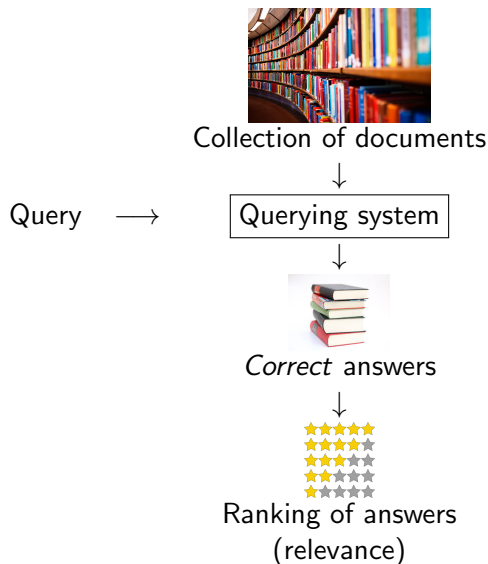 Collection of documents
↓
Query → Querying system
↓
Correct answers
↓
Ranking of answers
(relevance)